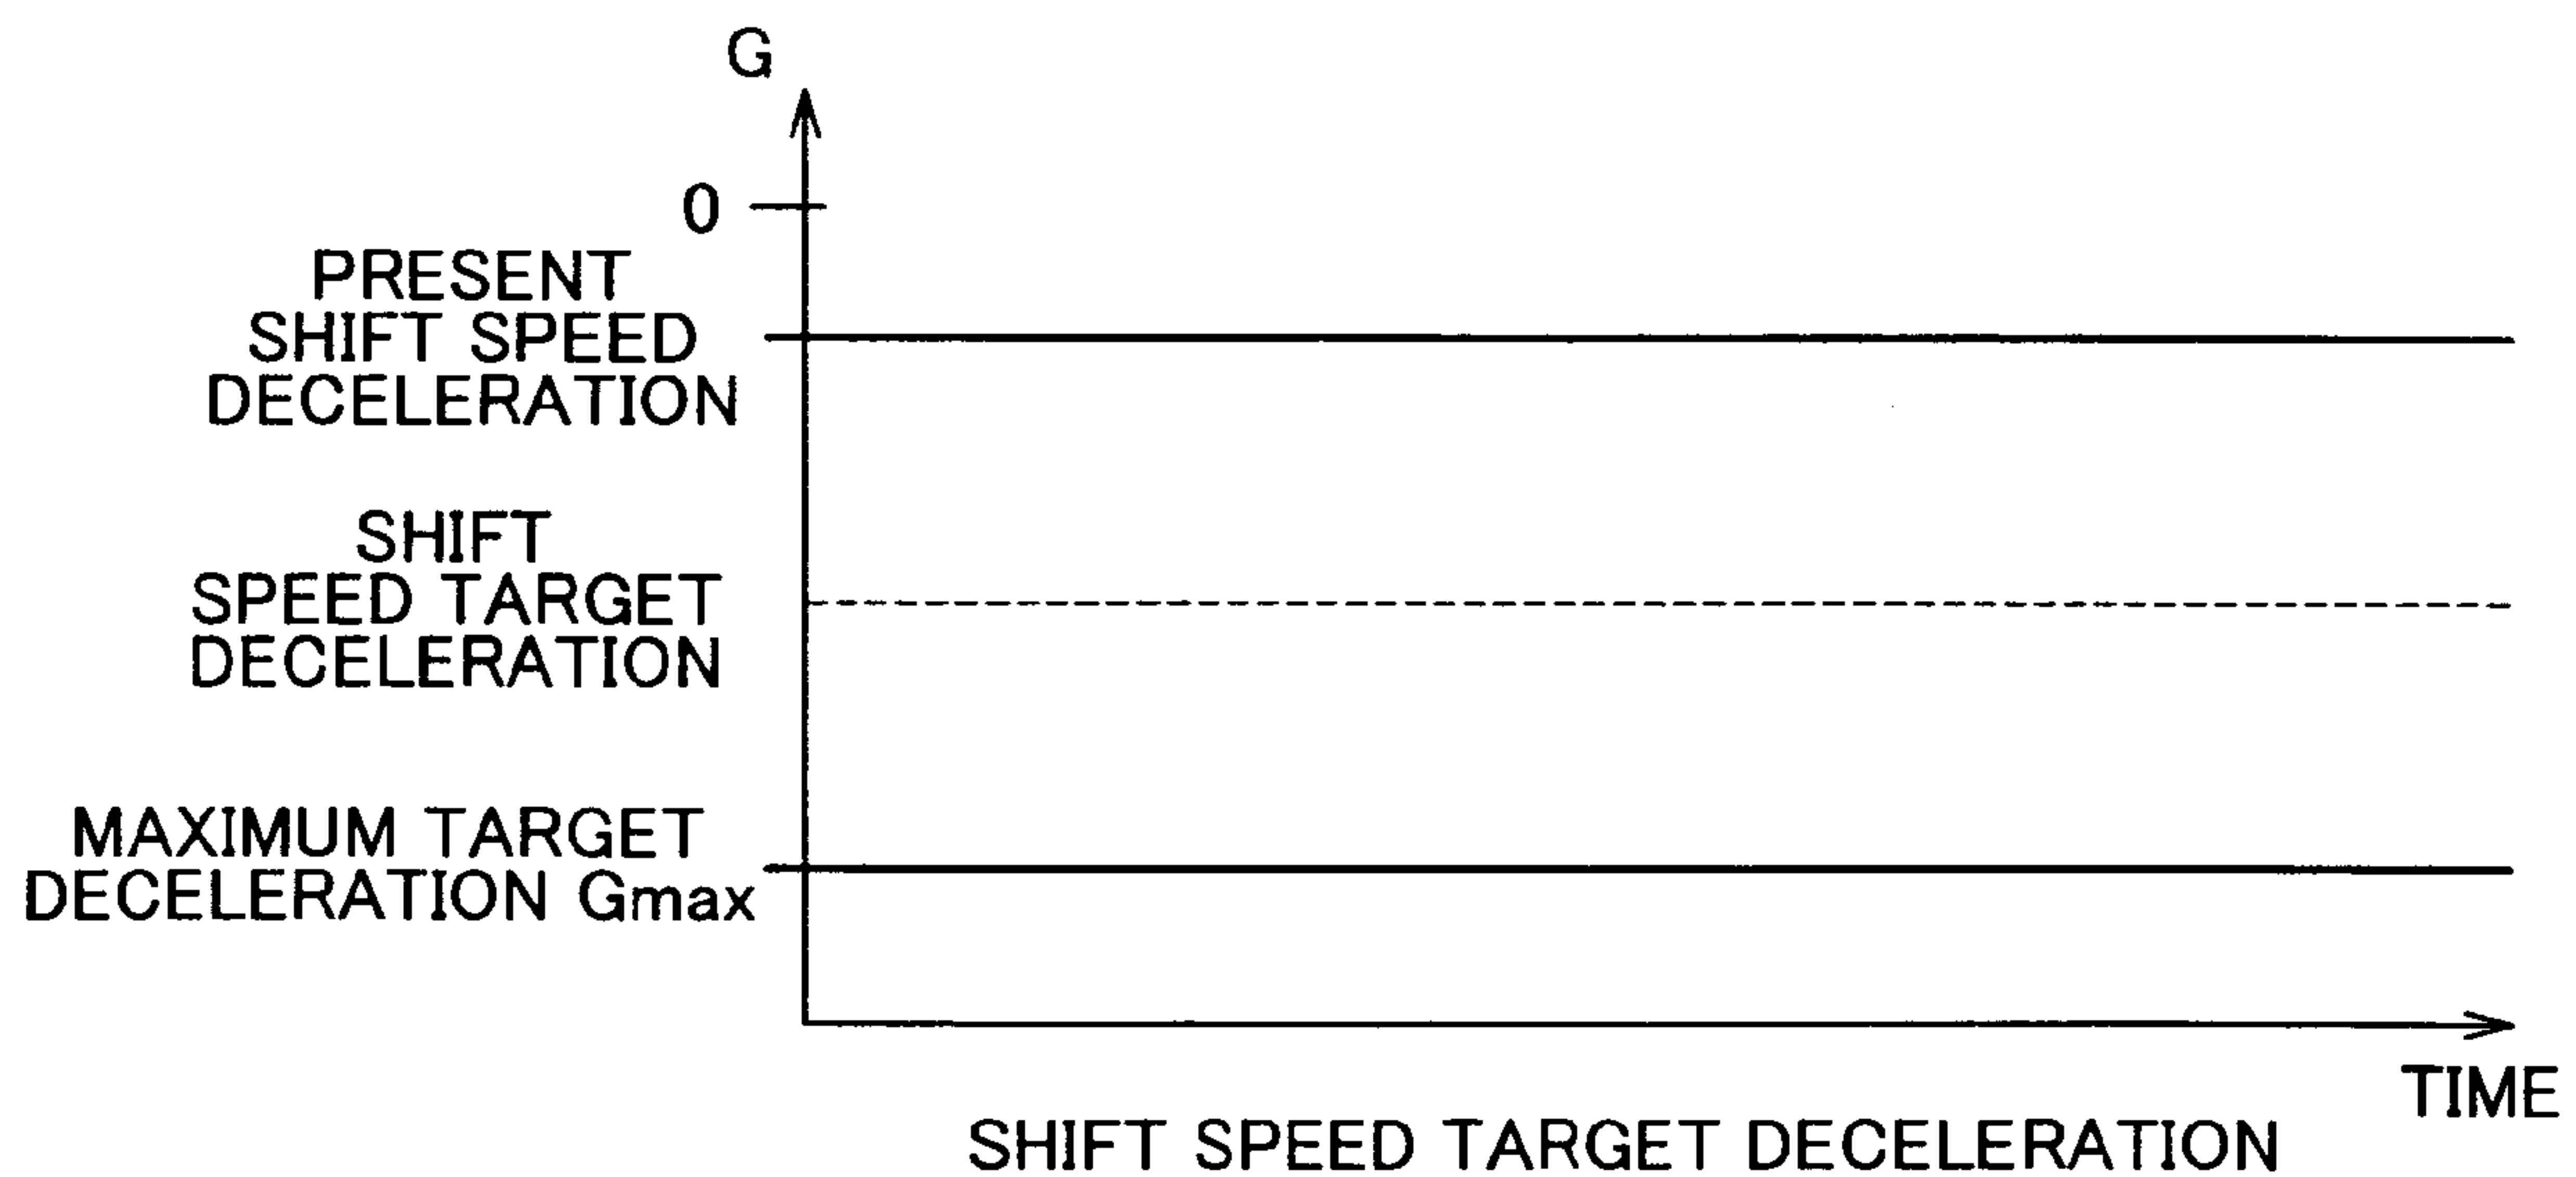 G
0
PRESENT
SHIFT SPEED
DECELERATION
SHIFT
SPEED TARGET
DECELERATION
MAXIMUM TARGET
DECELERATION Gmax
TIME
SHIFT SPEED TARGET DECELERATION